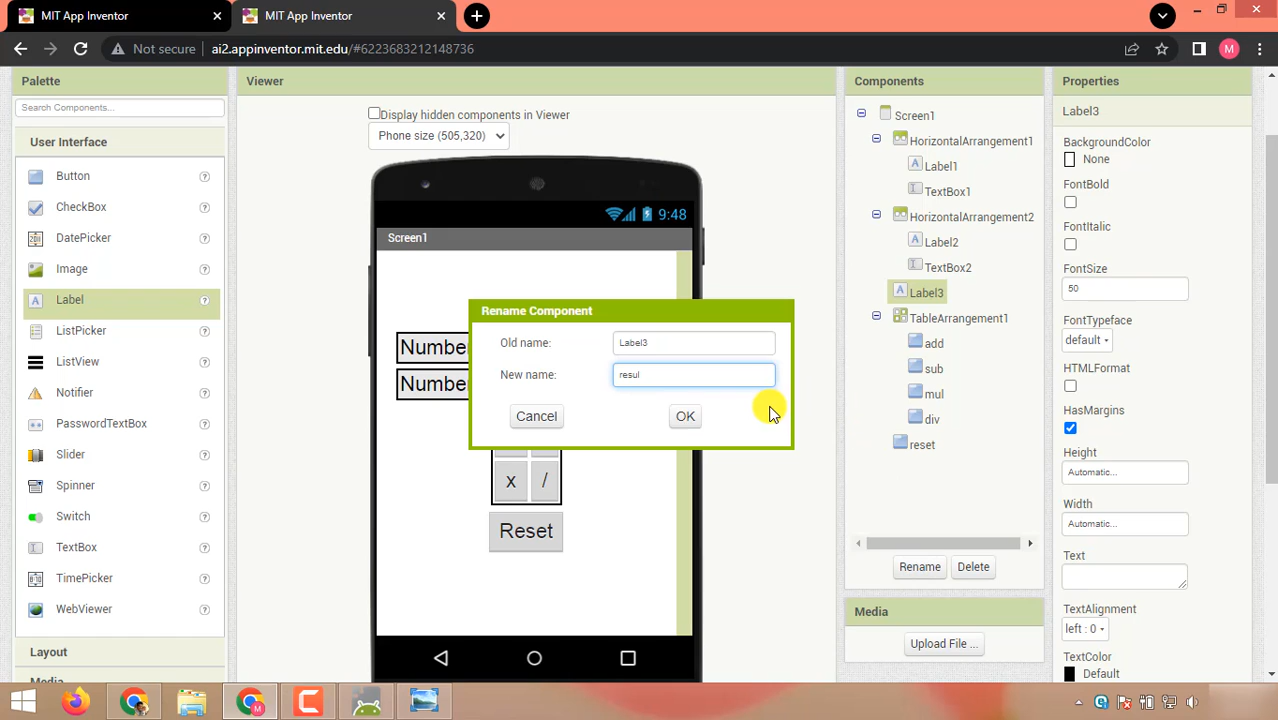 MIT App Inventor
MIT App Inventor
Not secure
ai2.appinventor.mit.edu/#6223683212148736
M
Palette
Search Components...
User Interface
Button
CheckBox
DatePicker
Image
Label
ListPicker
ListView
Notifier
PasswordTextBox
Slider
Spinner
Switch
TextBox
TimePicker
WebViewer
Layout
Viewer
Display hidden components in Viewer
Phone size (505,320)
9:48
Screen1
x
/
Reset
Rename Component
Old name:
Label3
New name:
resul
Cancel
OK
Components
Screen1
HorizontalArrangement1
Label1
TextBox1
HorizontalArrangement2
Label2
TextBox2
Label3
TableArrangement1
add
sub
mul
div
reset
Rename
Delete
Media
Upload File ...
Properties
Label3
BackgroundColor
None
FontBold
FontItalic
FontSize
50
FontTypeface
default
HTMLFormat
HasMargins
Height
Automatic...
Width
Automatic...
Text
TextAlignment
left : 0
TextColor
Default